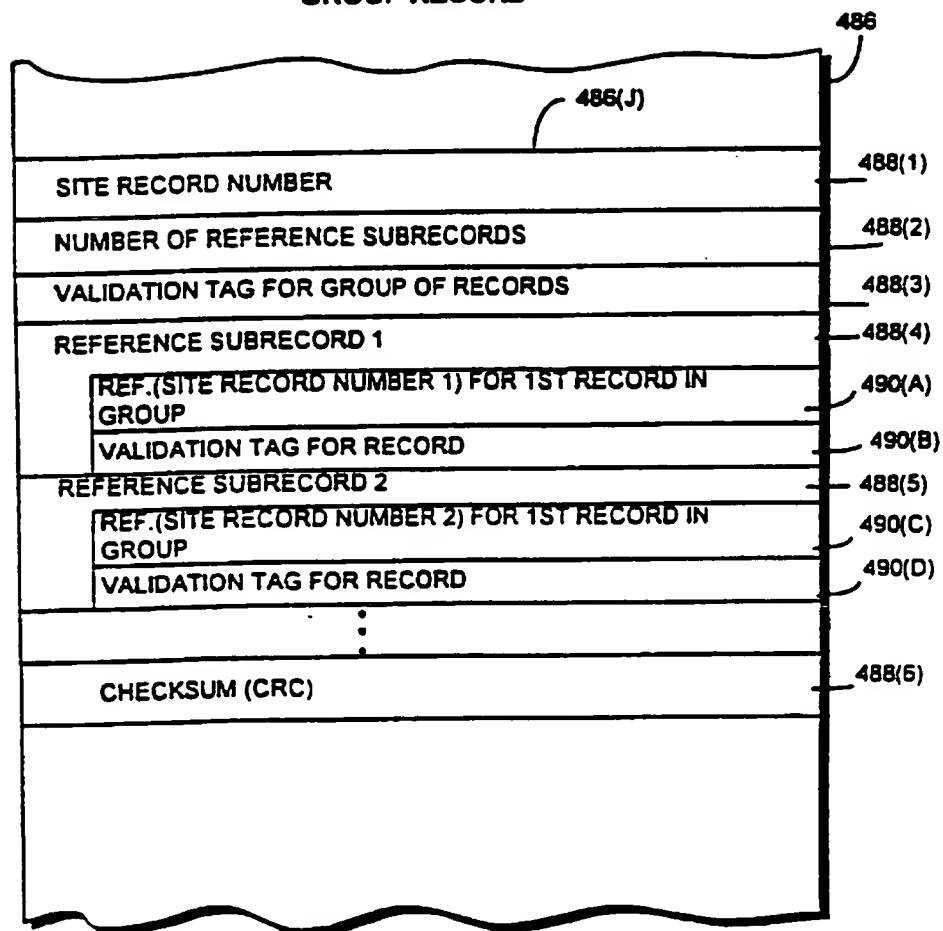 GROUP RECORD
486
486(J)
SITE RECORD NUMBER 488(1)
NUMBER OF REFERENCE SUBRECORDS 488(2)
VALIDATION TAG FOR GROUP OF RECORDS 488(3)
REFERENCE SUBRECORD 1 488(4)
REF.(SITE RECORD NUMBER 1) FOR 1ST RECORD IN 490(A)
GROUP
VALIDATION TAG FOR RECORD 490(B)
REFERENCE SUBRECORD 2 488(5)
REF.(SITE RECORD NUMBER 2) FOR 1ST RECORD IN 490(C)
GROUP
VALIDATION TAG FOR RECORD 490(D)
CHECKSUM (CRC) 488(6)